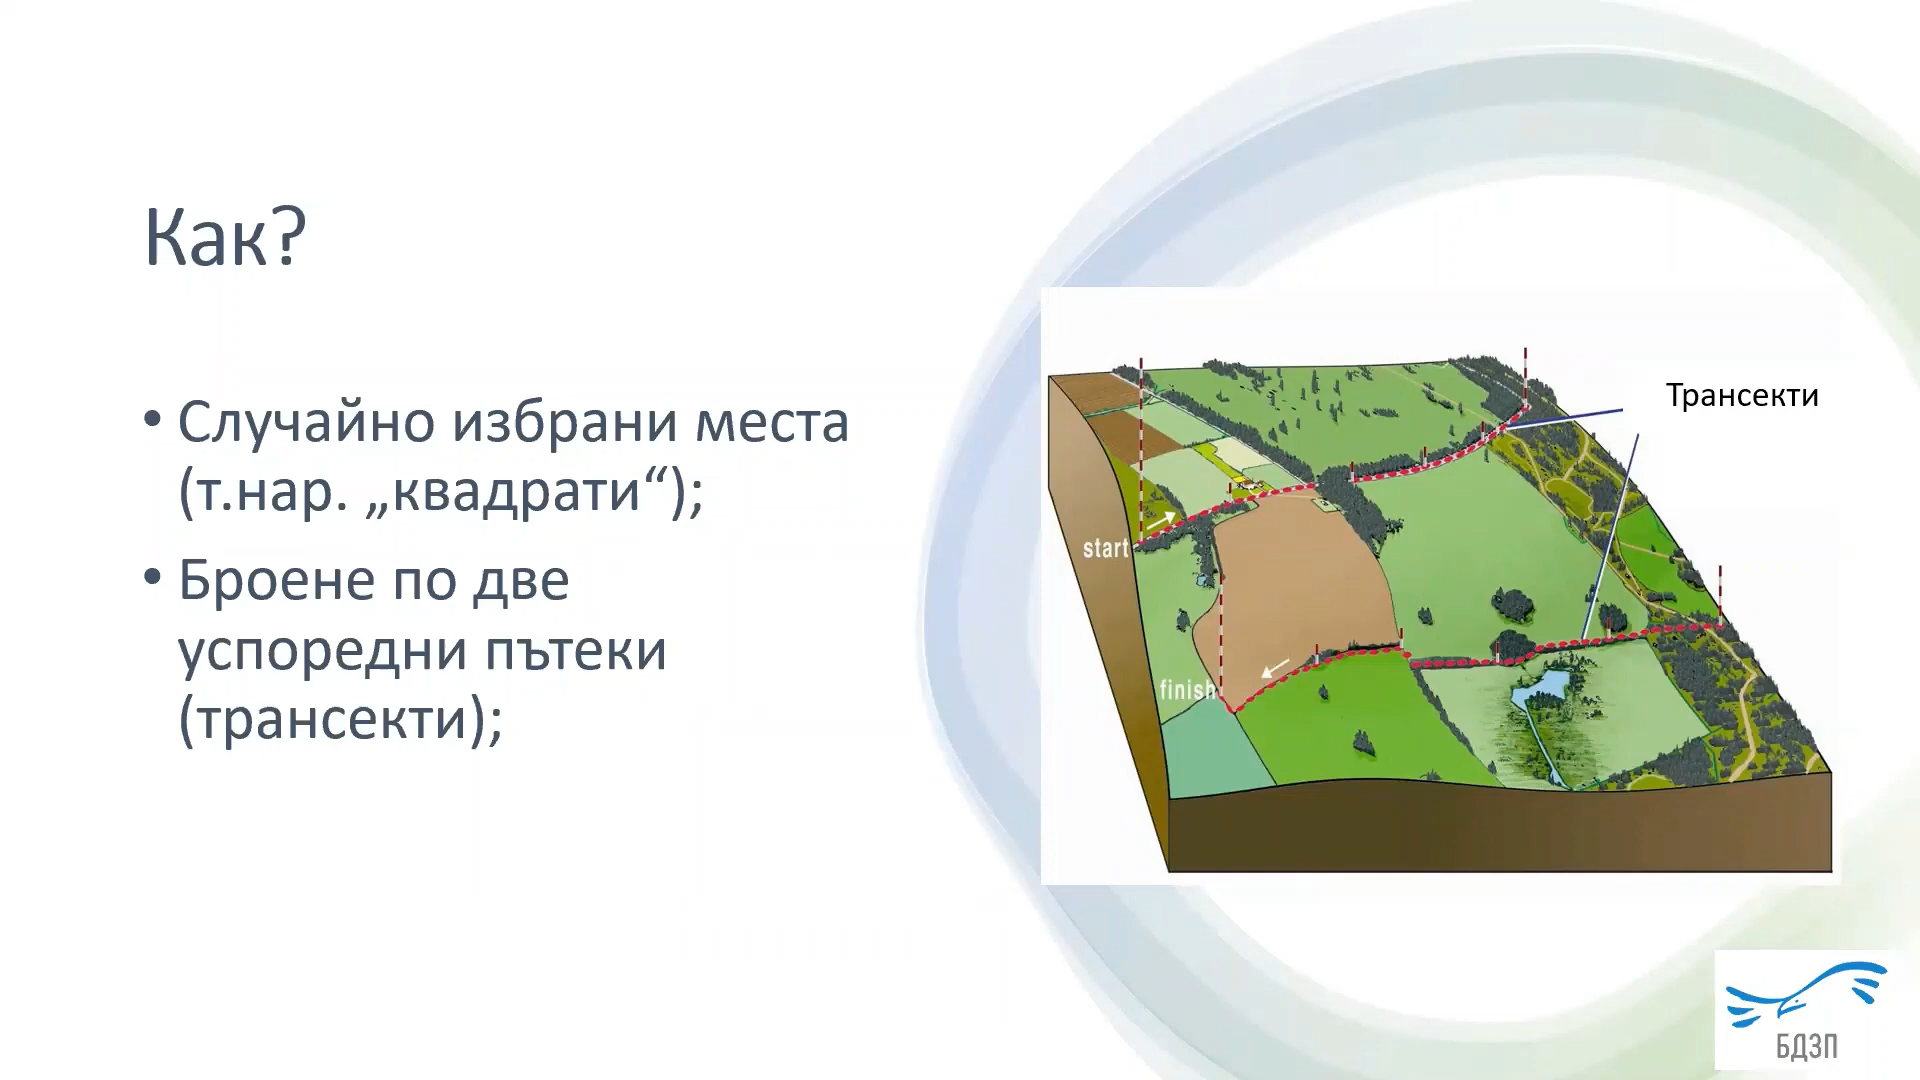 Как?
• Случайно избрани места
(т.нар. „квадрати“);
• Броене по две
успоредни пътеки
(трансекти);
Трансекти
start
finish
БДЗП